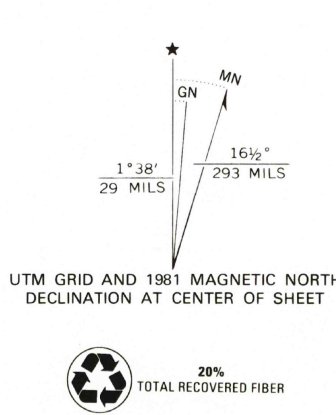 ★
MN
GN
1°38′
29 MILS
16½°
293 MILS
UTM GRID AND 1981 MAGNETIC NORTH
DECLINATION AT CENTER OF SHEET
20%
TOTAL RECOVERED FIBER